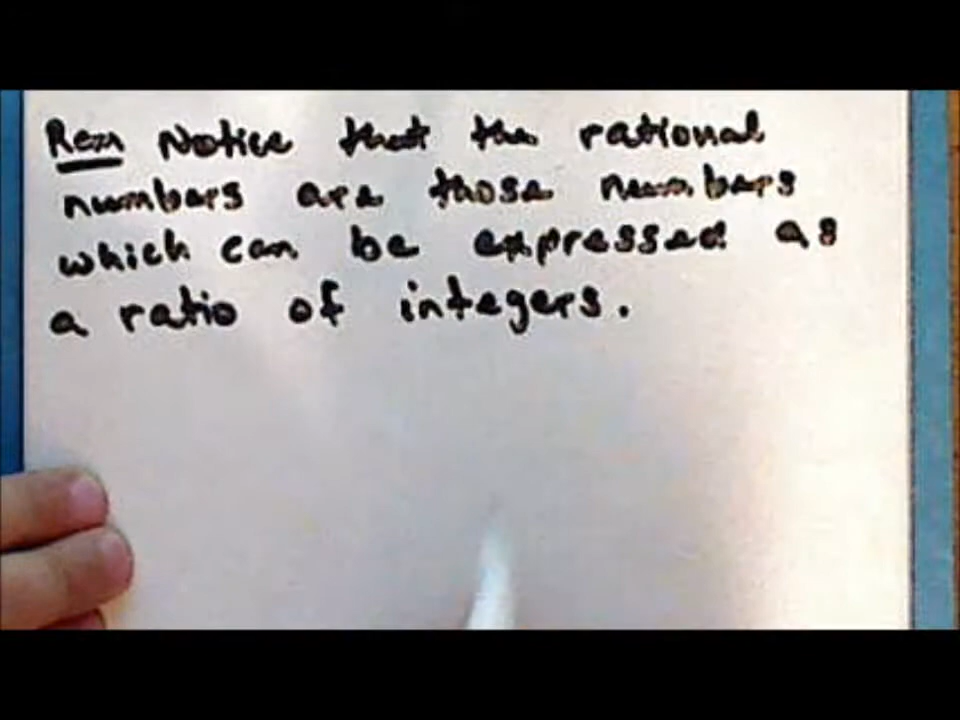 Rem Notice that the rational
numbers are those numbers
which can be expressed as
a ratio of integers.